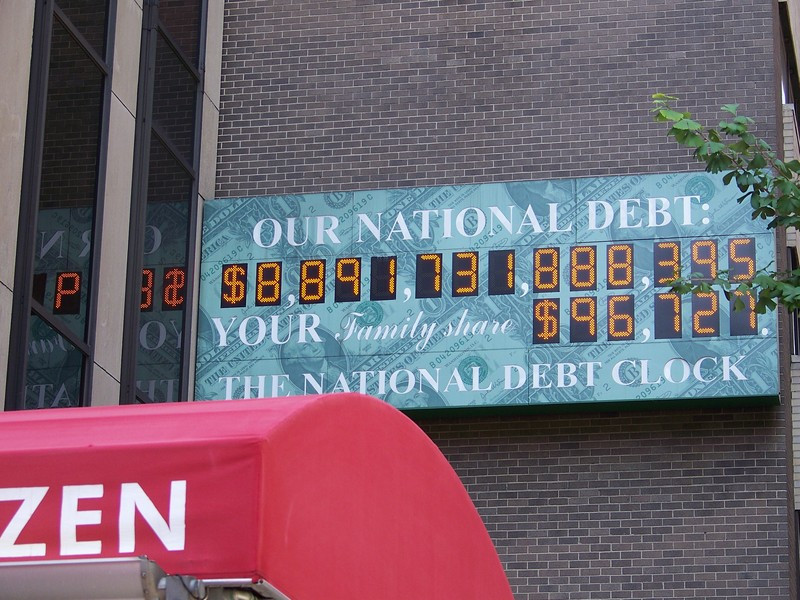 OUR NATIONAL DEBT:
$8,891,731,888,395
YOUR Family share $96,727.
THE NATIONAL DEBT CLOCK
ZEN